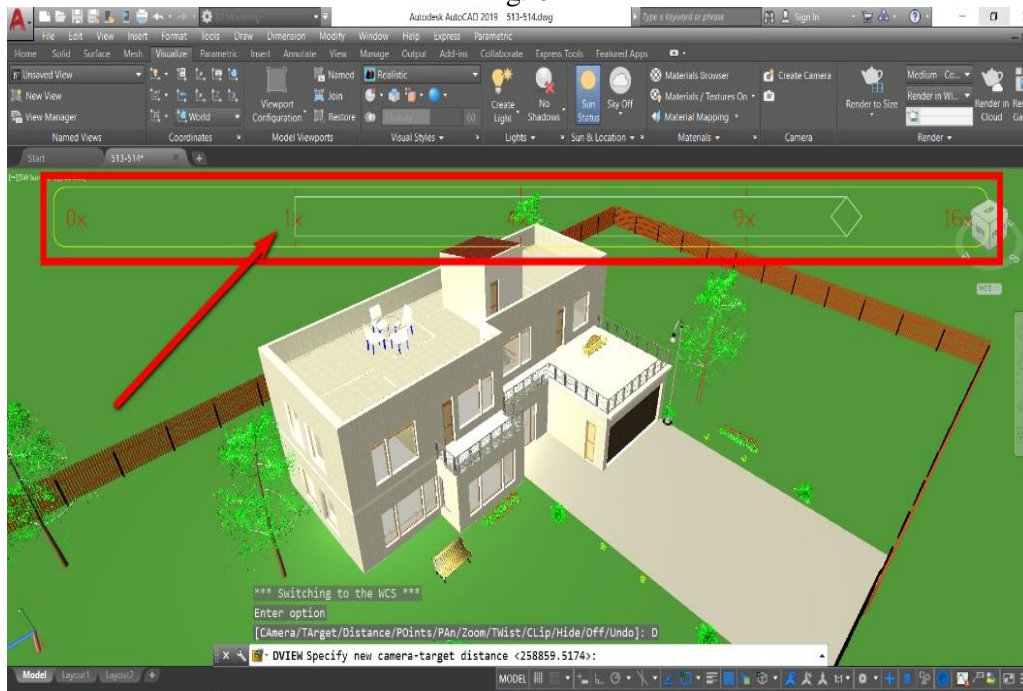 Autodesk AutoCAD 2019 513-514.dwg Type a keyword or phrase Sign In
File Edit View Insert Format Tools Draw Dimension Modify Window Help Express Parametric
Home Solid Surface Mesh Visualize Parametric Insert Annotate View Manage Output Add-ins Collaborate Express Tools Featured Apps
Unsaved View Named Realistic Materials Browser Create Camera Medium - Co...
New View Join Materials / Textures On Render in Wi...
View Manager World Restore Opacity 60 Material Mapping
Viewport Configuration Create Light No Shadows Sun Status Sky Off Render to Size Render in Cloud
Named Views Coordinates Model Viewports Visual Styles Lights Sun & Location Materials Camera Render
Start 513-514*
0x 1x 4x 9x 16x
WCS
*** Switching to the WCS ***
Enter option
[CAmera/TArget/Distance/POints/PAn/Zoom/TWist/CLip/Hide/Off/Undo]: D
DVIEW Specify new camera-target distance <258859.5174>:
Model Layout1 Layout2 + MODEL 1:1